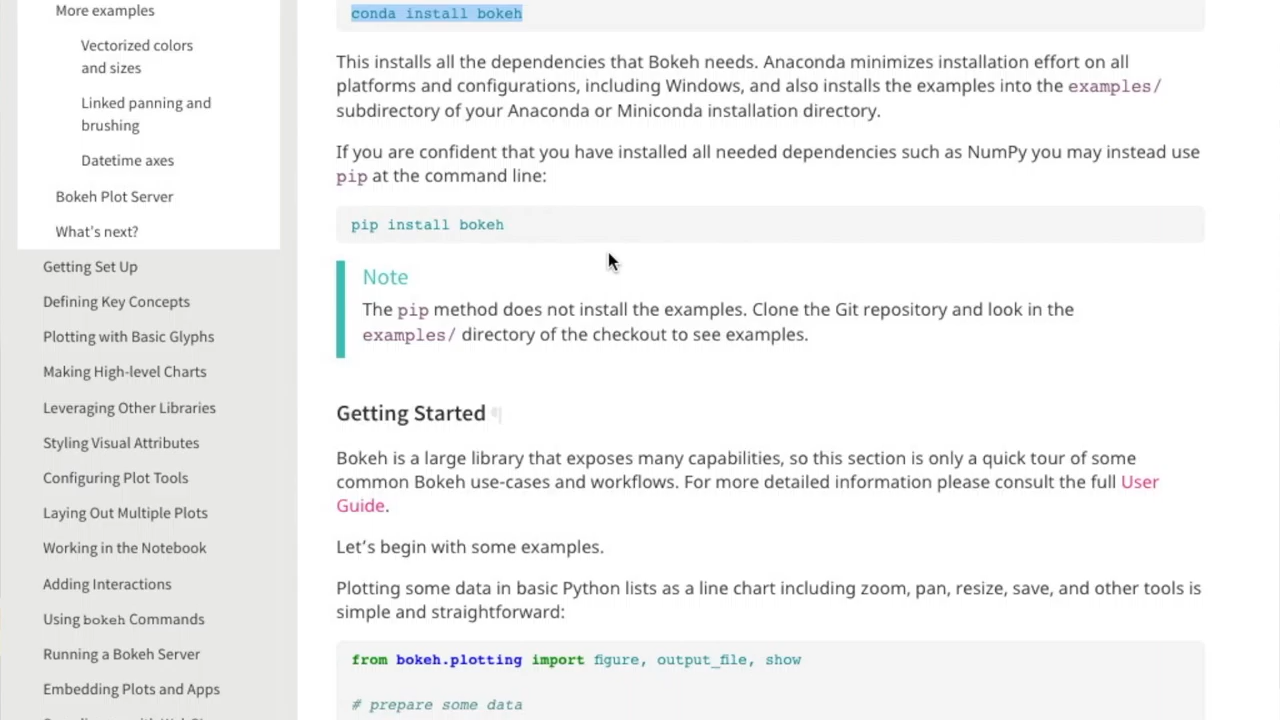 More examples
Vectorized colors
and sizes
Linked panning and
brushing
Datetime axes
Bokeh Plot Server
What's next?
Getting Set Up
Defining Key Concepts
Plotting with Basic Glyphs
Making High-level Charts
Leveraging Other Libraries
Styling Visual Attributes
Configuring Plot Tools
Laying Out Multiple Plots
Working in the Notebook
Adding Interactions
Using bokeh Commands
Running a Bokeh Server
Embedding Plots and Apps
conda install bokeh
This installs all the dependencies that Bokeh needs. Anaconda minimizes installation effort on all
platforms and configurations, including Windows, and also installs the examples into the examples/
subdirectory of your Anaconda or Miniconda installation directory.
If you are confident that you have installed all needed dependencies such as NumPy you may instead use
pip at the command line:
pip install bokeh
Note
The pip method does not install the examples. Clone the Git repository and look in the
examples/ directory of the checkout to see examples.
Getting Started ¶
Bokeh is a large library that exposes many capabilities, so this section is only a quick tour of some
common Bokeh use-cases and workflows. For more detailed information please consult the full User
Guide.
Let's begin with some examples.
Plotting some data in basic Python lists as a line chart including zoom, pan, resize, save, and other tools is
simple and straightforward:
from bokeh.plotting import figure, output_file, show
# prepare some data